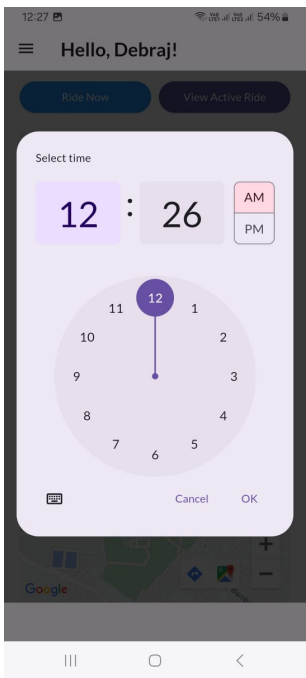 12:27 54%
Hello, Debraj!
Ride Now View Active Ride
Select time
12 : 26 AM
PM
12
11 1
10 2
9 3
8 4
7 5
6
Cancel OK
+
Google −